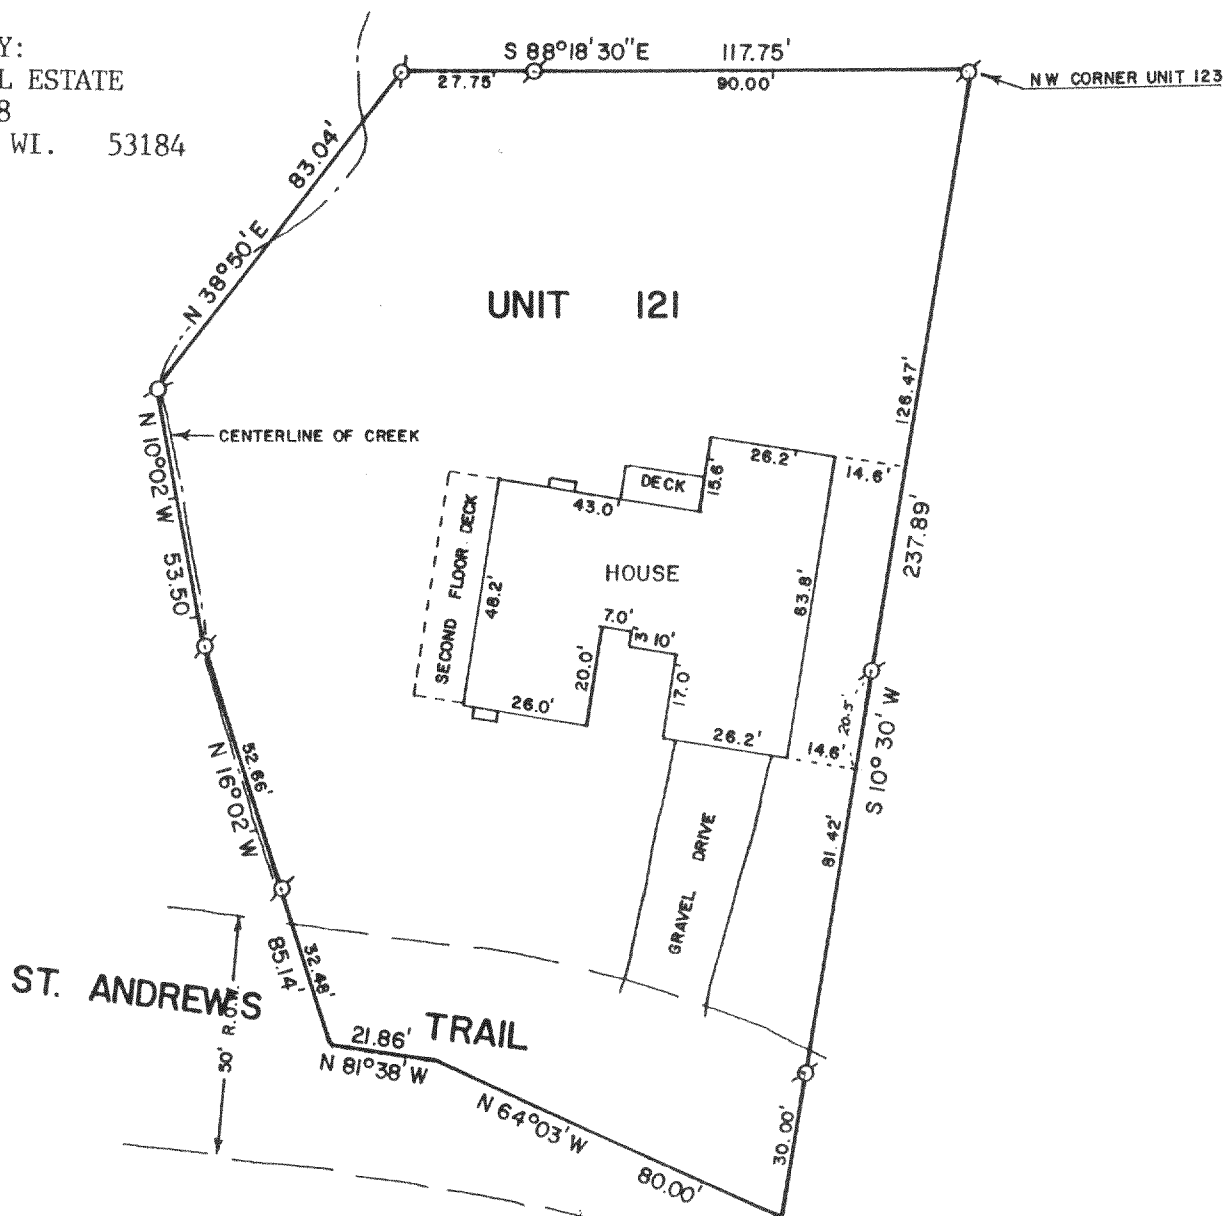 Y:
L ESTATE
8
WI. 53184
S 88°18'30"E 117.75'
27.75' 90.00'
NW CORNER UNIT 123
83.04'
N 38°50'E
UNIT 121
126.47'
237.89'
S 10° 30' W
CENTERLINE OF CREEK
N 10°02' W 53.50'
SECOND FLOOR DECK
43.0'
DECK
15.6'
26.2'
14.6'
48.2'
HOUSE
63.8'
7.0'
3
10'
20.0'
17.0'
26.0'
26.2'
14.6'
20.5'
52.66'
N 16°02' W
85.14'
32.48'
81.42'
GRAVEL DRIVE
ST. ANDREWS TRAIL
50' R.O.W.
21.86'
N 81°38' W
N 64°03' W
80.00'
30.00'